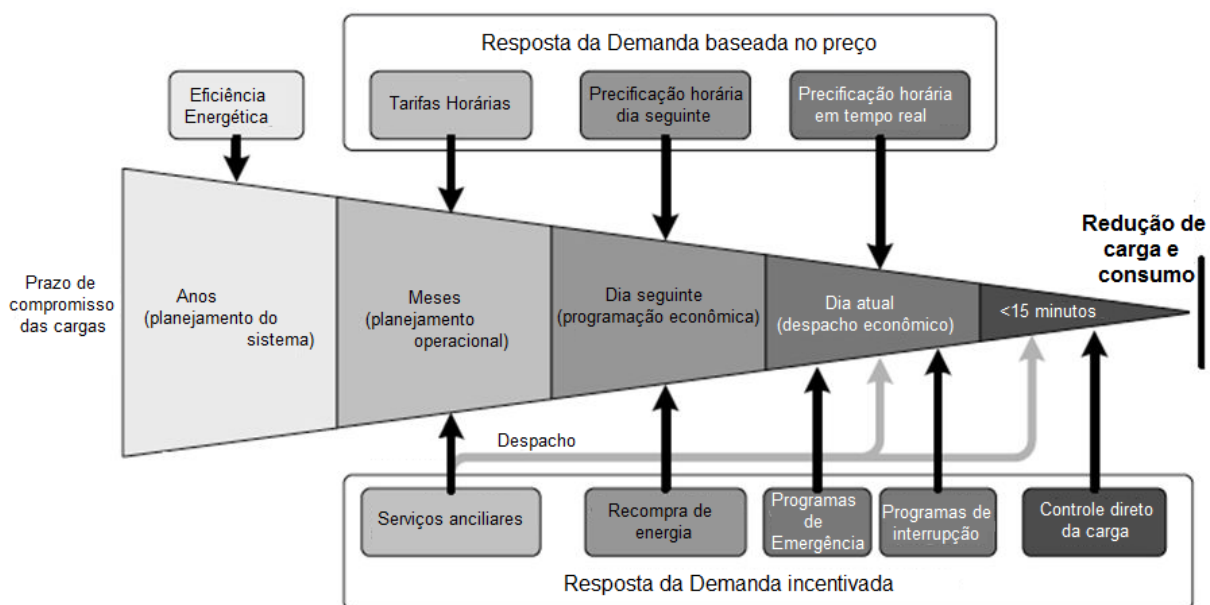 Resposta da Demanda baseada no preço
Eficiência
Energética
Tarifas Horárias
Precificação horária
dia seguinte
Precificação horária
em tempo real
Redução de
carga e
consumo
Prazo de
compromisso
das cargas
Anos
(planejamento do
sistema)
Meses
(planejamento
operacional)
Dia seguinte
(programação econômica)
Dia atual
(despacho econômico)
<15 minutos
Despacho
Serviços anciliares
Recompra de
energia
Programas
de
Emergência
Programas de
interrupção
Controle direto
da carga
Resposta da Demanda incentivada